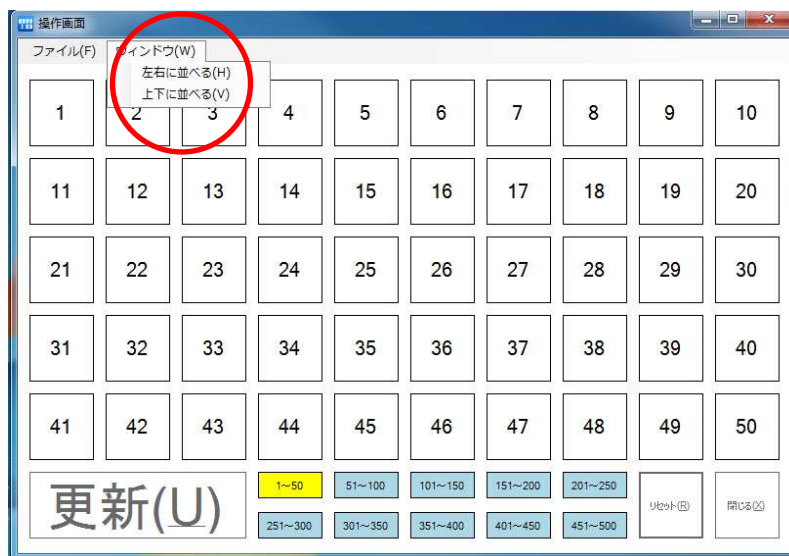 操作画面
ファイル(F) ウィンドウ(W)
左右に並べる(H)
上下に並べる(V)
1 2 3 4 5 6 7 8 9 10
11 12 13 14 15 16 17 18 19 20
21 22 23 24 25 26 27 28 29 30
31 32 33 34 35 36 37 38 39 40
41 42 43 44 45 46 47 48 49 50
更新(U)
1～50 51～100 101～150 151～200 201～250
251～300 301～350 351～400 401～450 451～500
リセット(R) 閉じる(X)